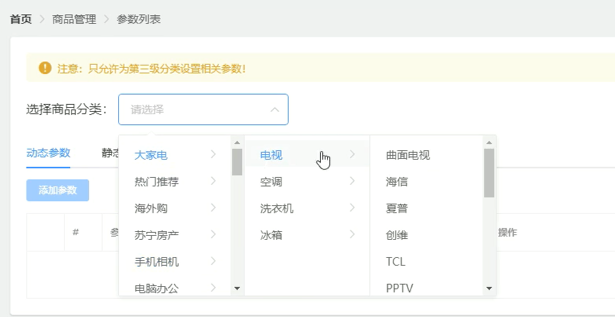 首页 > 商品管理 > 参数列表
注意：只允许为第三级分类设置相关参数！
选择商品分类： 请选择
动态参数
添加参数
#
操作
大家电
热门推荐
海外购
苏宁房产
手机相机
电脑办公
电视
空调
洗衣机
冰箱
曲面电视
海信
夏普
创维
TCL
PPTV